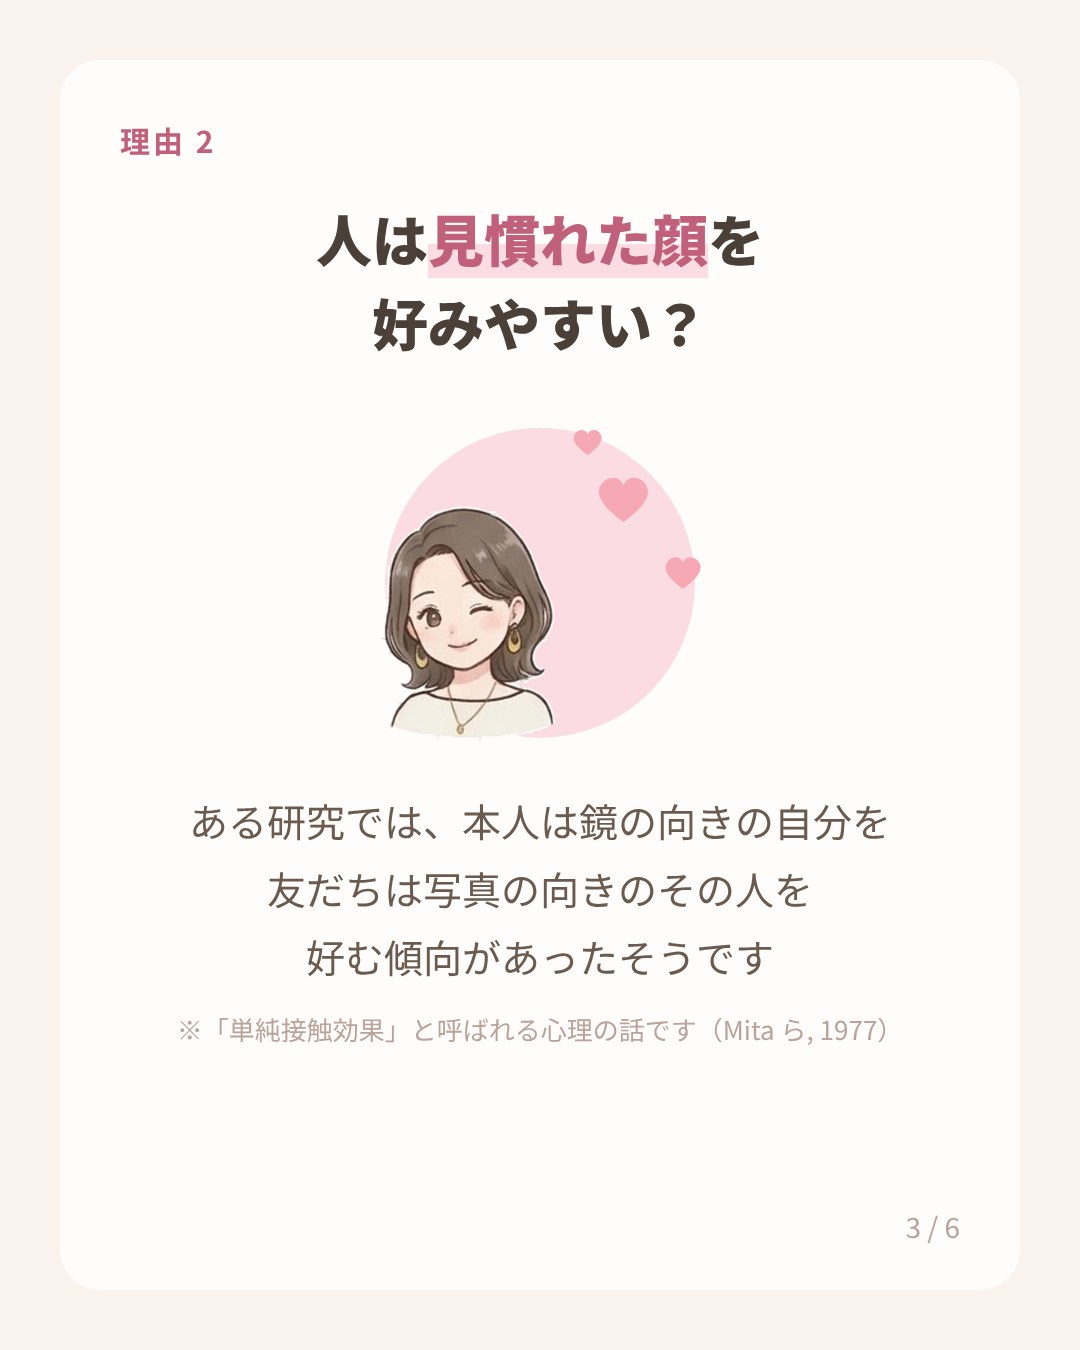 理由 2
人は見慣れた顔を
好みやすい？
ある研究では、本人は鏡の向きの自分を
友だちは写真の向きのその人を
好む傾向があったそうです
※「単純接触効果」と呼ばれる心理の話です（Mita ら, 1977）
3 / 6